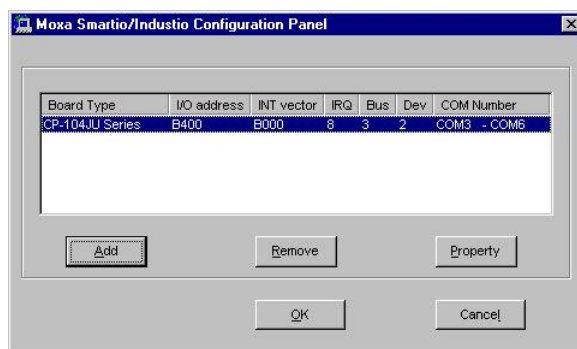 Moxa Smartio/Industio Configuration Panel
Board Type I/O address INT vector IRQ Bus Dev COM Number
CP-104JU Series B400 B000 8 3 2 COM3 - COM6
Add Remove Property
OK Cancel